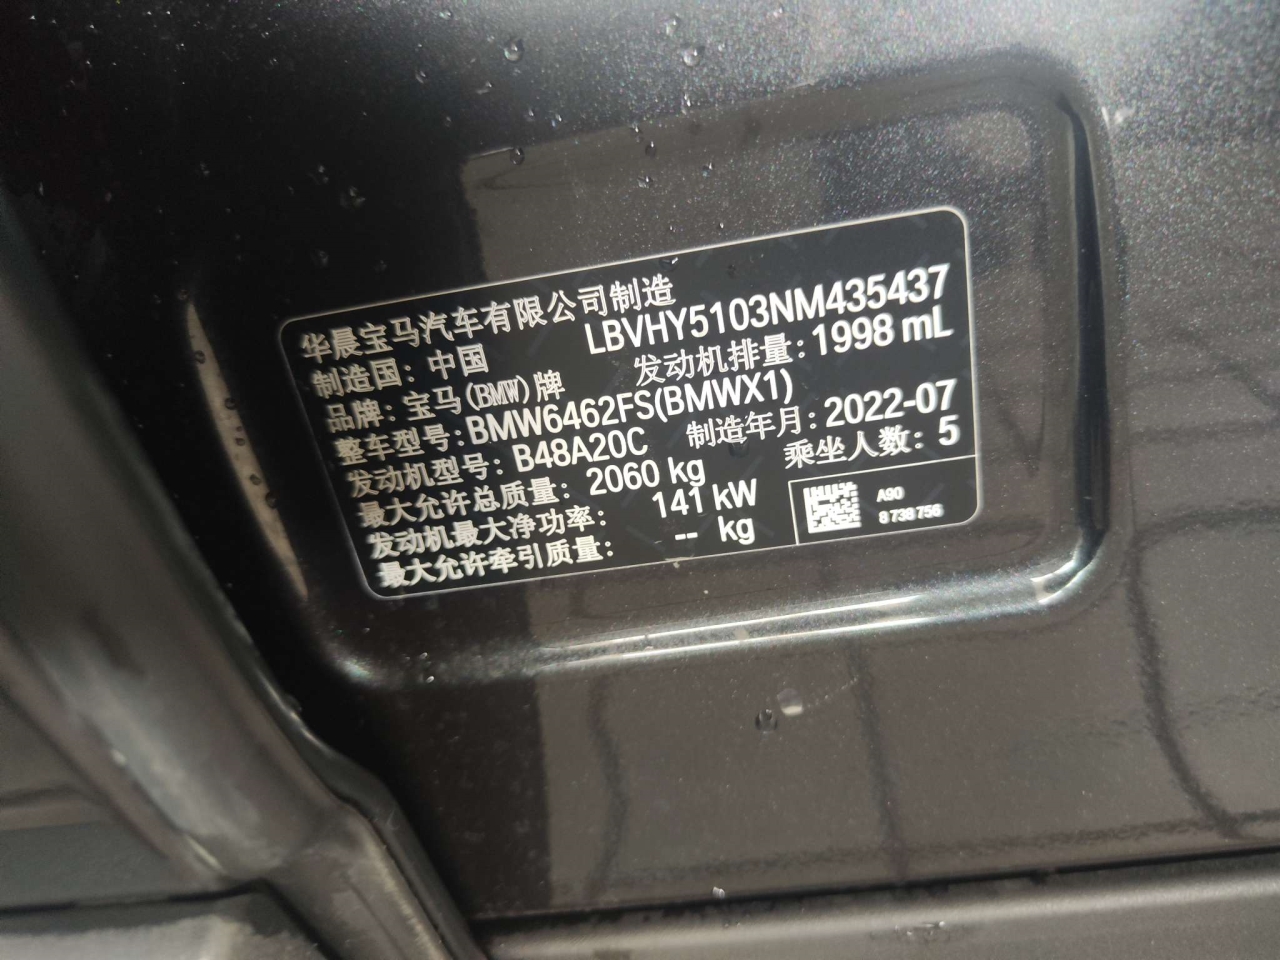 华晨宝马汽车有限公司制造
LBVHY5103NM435437
制造国：中国
发动机排量：1998 mL
品牌：宝马(BMW)牌
整车型号：BMW6462FS(BMWX1)
制造年月：2022-07
发动机型号：B48A20C
乘坐人数：5
最大允许总质量：2060 kg
发动机最大净功率：141 kW
最大允许牵引质量：-- kg
A90
8 738 756